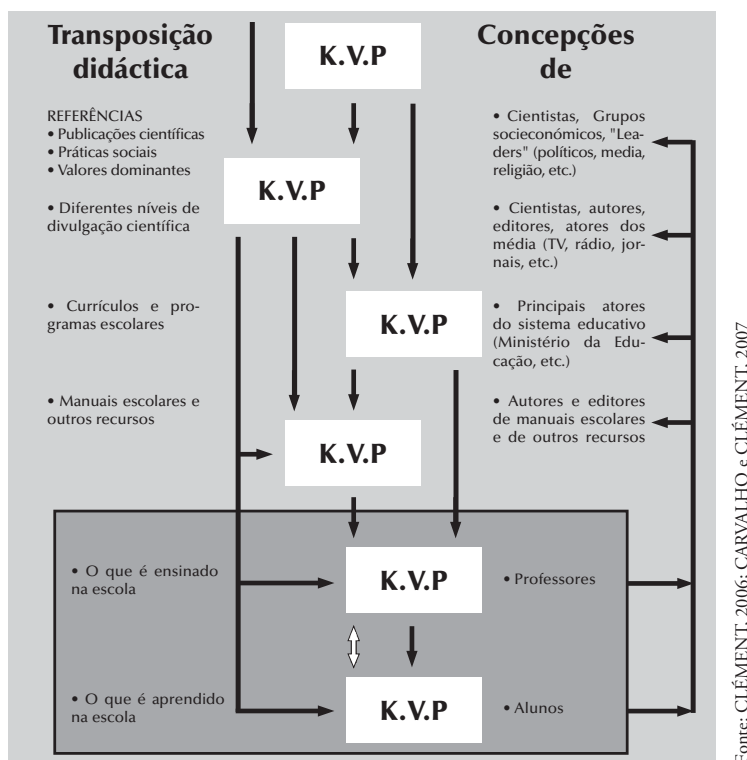 Transposição
didáctica
K.V.P
Concepções
de
REFERÊNCIAS
• Publicações científicas
• Práticas sociais
• Valores dominantes
• Diferentes níveis de
divulgação científica
• Currículos e pro-
gramas escolares
• Manuais escolares e
outros recursos
• O que é ensinado
na escola
• O que é aprendido
na escola
K.V.P
K.V.P
K.V.P
K.V.P
K.V.P
• Cientistas, Grupos
socieconómicos, "Lea-
ders" (políticos, media,
religião, etc.)
• Cientistas, autores,
editores, atores dos
média (TV, rádio, jor-
nais, etc.)
• Principais atores
do sistema educativo
(Ministério da Edu-
cação, etc.)
• Autores e editores
de manuais escolares
e de outros recursos
• Professores
• Alunos
Fonte: CLÉMENT, 2006; CARVALHO e CLÉMENT, 2007